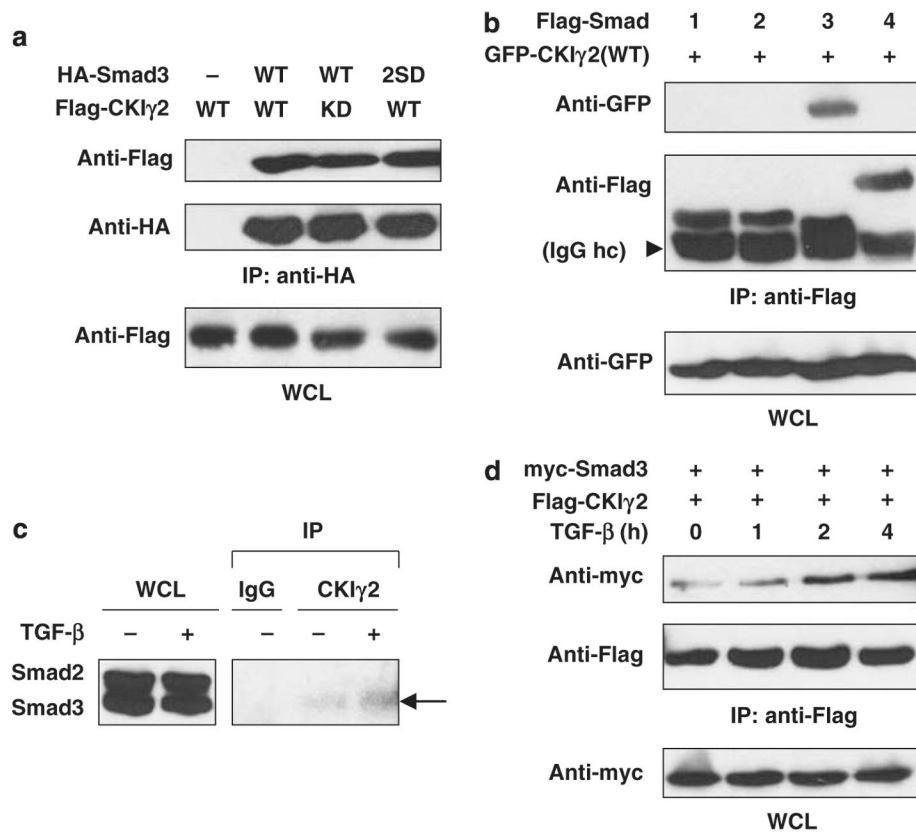 a
HA-Smad3 – WT WT 2SD
Flag-CKIγ2 WT WT KD WT
Anti-Flag
Anti-HA
IP: anti-HA
Anti-Flag
WCL
b
Flag-Smad 1 2 3 4
GFP-CKIγ2(WT) + + + +
Anti-GFP
Anti-Flag
(IgG hc)
IP: anti-Flag
Anti-GFP
WCL
c
IP
WCL IgG CKIγ2
TGF-β – + – – +
Smad2
Smad3
d
myc-Smad3 + + + +
Flag-CKIγ2 + + + +
TGF-β (h) 0 1 2 4
Anti-myc
Anti-Flag
IP: anti-Flag
Anti-myc
WCL